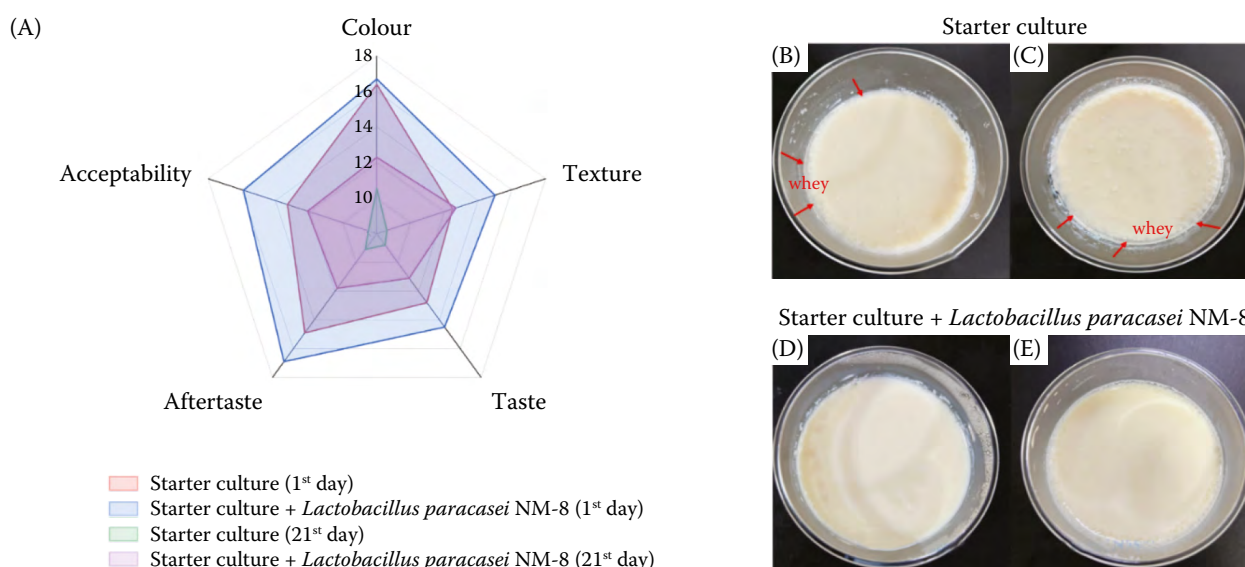 (A)
Colour
18
16
14
12
10
Acceptability
Texture
Aftertaste
Taste
Starter culture (1st day)
Starter culture + Lactobacillus paracasei NM-8 (1st day)
Starter culture (21st day)
Starter culture + Lactobacillus paracasei NM-8 (21st day)
Starter culture
(B)
(C)
whey
whey
Starter culture + Lactobacillus paracasei NM-8
(D)
(E)